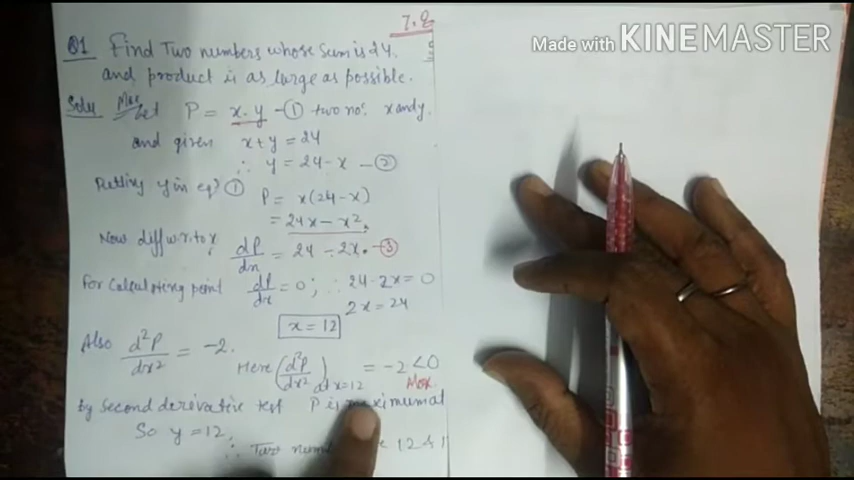 7.8
Made with KINEMASTER
Q1 Find Two numbers whose sum is 24.
and product is as large as possible.
Solu Max Let P = x.y —① two no. x and y.
and given x+y = 24
∴ y = 24-x —②
Putting y in eqn ① P = x(24-x)
= 24x - x².
Now diff w.r. to x, dP/dx = 24 - 2x. —③
For Calculating point dP/dx = 0; ∴ 24-2x = 0
2x = 24
x = 12
Also d²P/dx² = -2. Here (d²P/dx²) at x=12 = -2 <0
Max.
by second derivative test P is maximum at
So y = 12.
∴ Two 12 &